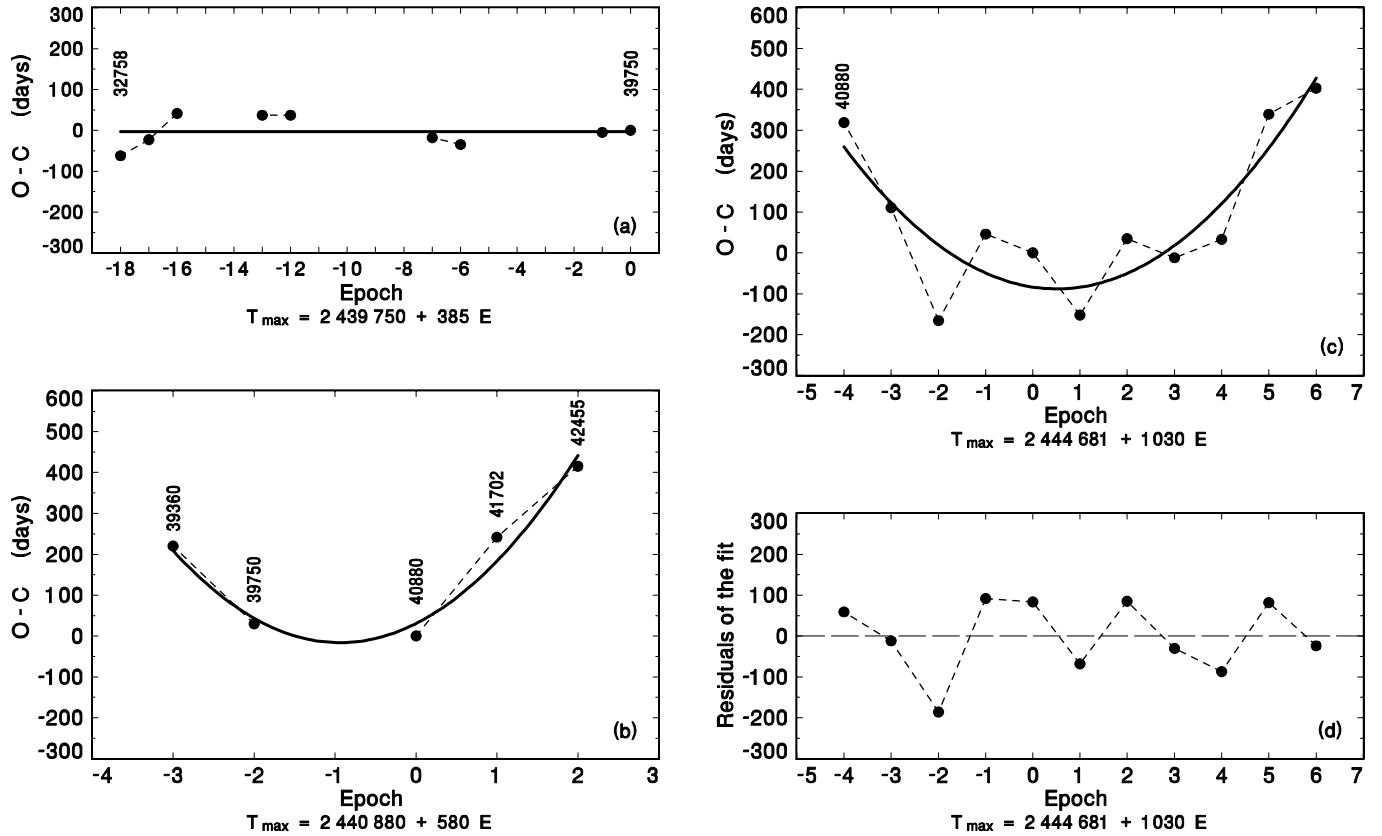 300
200
100
0
-100
-200
-300
O - C (days)
32758
39750
(a)
-18 -16 -14 -12 -10 -8 -6 -4 -2 0
Epoch
T max = 2 439 750 + 385 E
600
500
400
300
200
100
0
-100
-200
-300
O - C (days)
39360
39750
40880
41702
42455
(b)
-4 -3 -2 -1 0 1 2 3
Epoch
T max = 2 440 880 + 580 E
600
500
400
300
200
100
0
-100
-200
-300
O - C (days)
40880
(c)
-5 -4 -3 -2 -1 0 1 2 3 4 5 6 7
Epoch
T max = 2 444 681 + 1030 E
300
200
100
0
-100
-200
-300
Residuals of the fit
(d)
-5 -4 -3 -2 -1 0 1 2 3 4 5 6 7
Epoch
T max = 2 444 681 + 1030 E